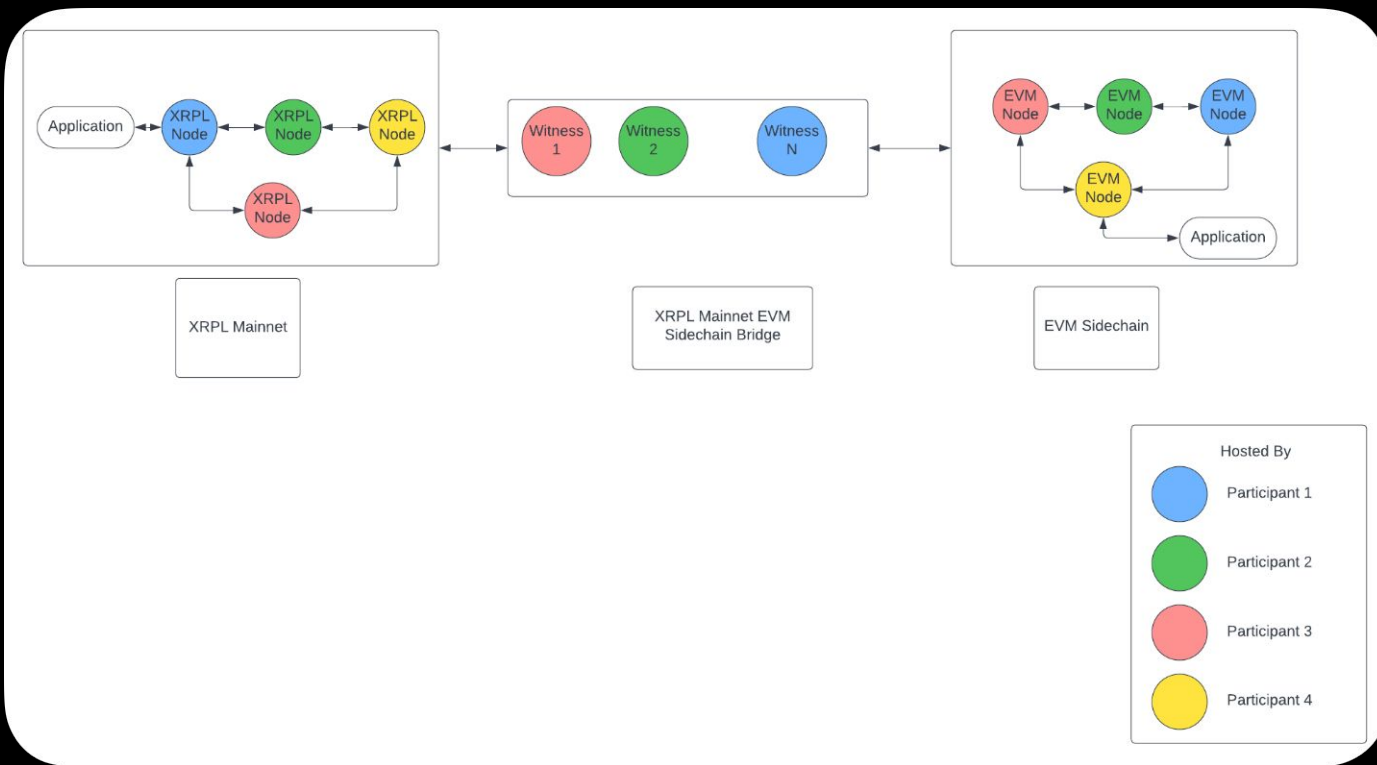 Application
XRPL
Node
XRPL
Node
XRPL
Node
XRPL
Node
Witness
1
Witness
2
Witness
N
EVM
Node
EVM
Node
EVM
Node
EVM
Node
Application
XRPL Mainnet
XRPL Mainnet EVM
Sidechain Bridge
EVM Sidechain
Hosted By
Participant 1
Participant 2
Participant 3
Participant 4